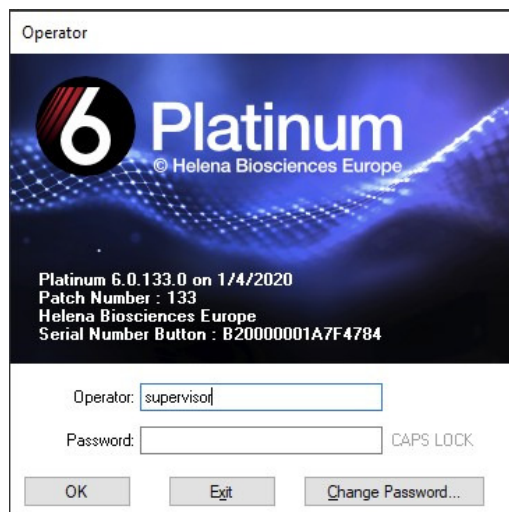 Operator
6 Platinum
© Helena Biosciences Europe
Platinum 6.0.133.0 on 1/4/2020
Patch Number : 133
Helena Biosciences Europe
Serial Number Button : B20000001A7F4784
Operator: supervisor
Password: CAPS LOCK
OK Exit Change Password...